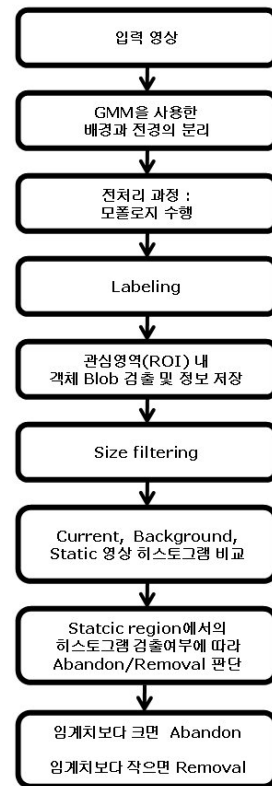 입력 영상
GMM을 사용한
배경과 전경의 분리
전처리 과정 :
모폴로지 수행
Labeling
관심영역(ROI) 내
객체 Blob 검출 및 정보 저장
Size filtering
Current, Background,
Static 영상 히스토그램 비교
Statcic region에서의
히스토그램 검출여부에 따라
Abandon/Removal 판단
임계치보다 크면 Abandon
임계치보다 작으면 Removal